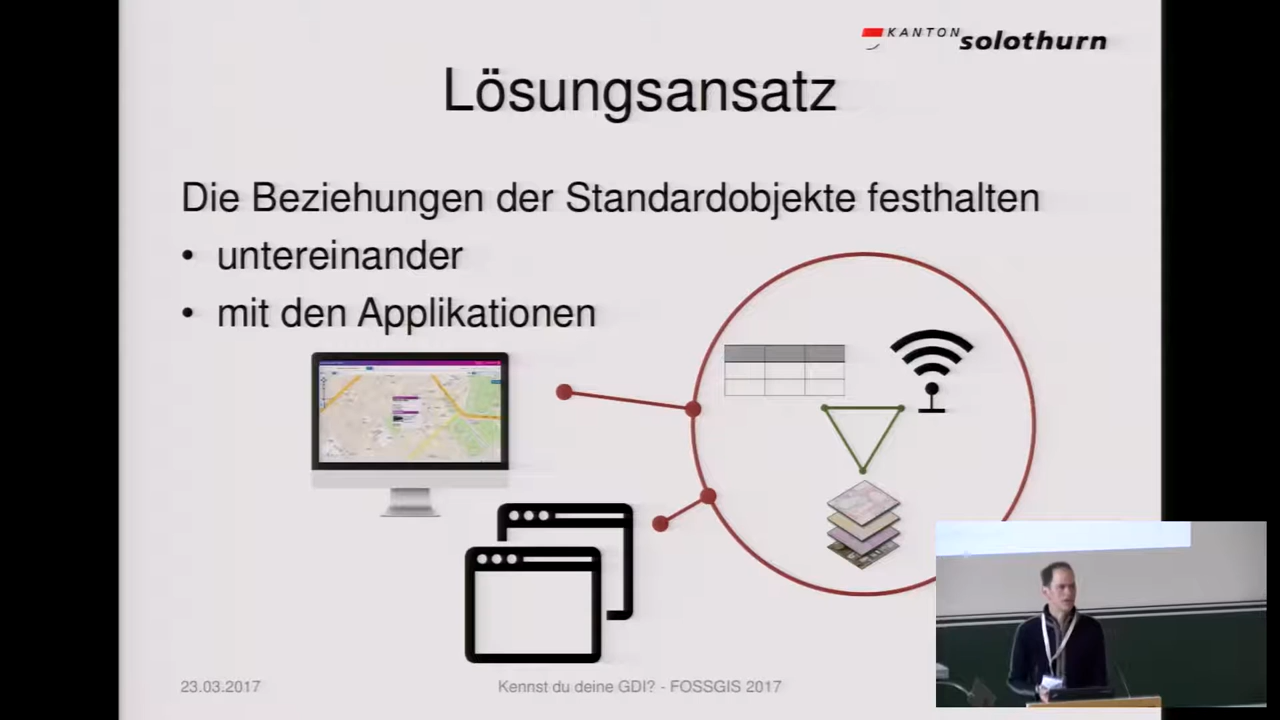 KANTON solothurn
Lösungsansatz
Die Beziehungen der Standardobjekte festhalten
• untereinander
• mit den Applikationen
23.03.2017
Kennst du deine GDI? - FOSSGIS 2017